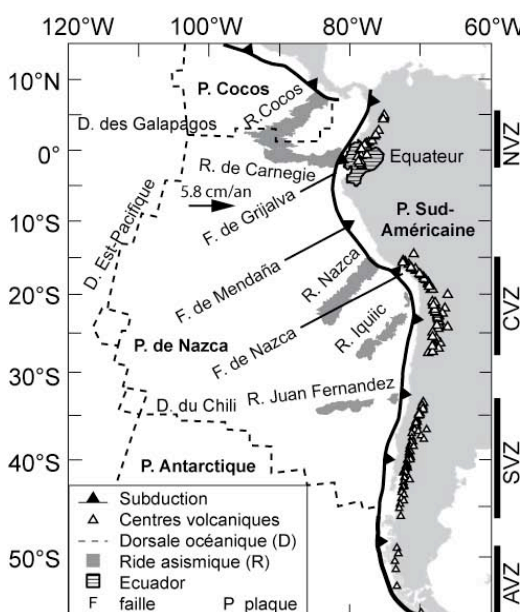 120°W 100°W 80°W 60°W
10°N
0°
10°S
20°S
30°S
40°S
50°S
P. Cocos
R. Cocos
D. des Galapagos
R. de Carnegie
Equateur
5.8 cm/an
F. de Grijalva
P. Sud-
Américaine
D. Est-Pacifique
F. de Mendaña
R. Nazca
P. de Nazca
F. de Nazca
R. Iquiic
D. du Chili
R. Juan Fernandez
P. Antarctique
NVZ
CVZ
SVZ
AVZ
Subduction
Centres volcaniques
Dorsale océanique (D)
Ride asismique (R)
Ecuador
F faille P plaque